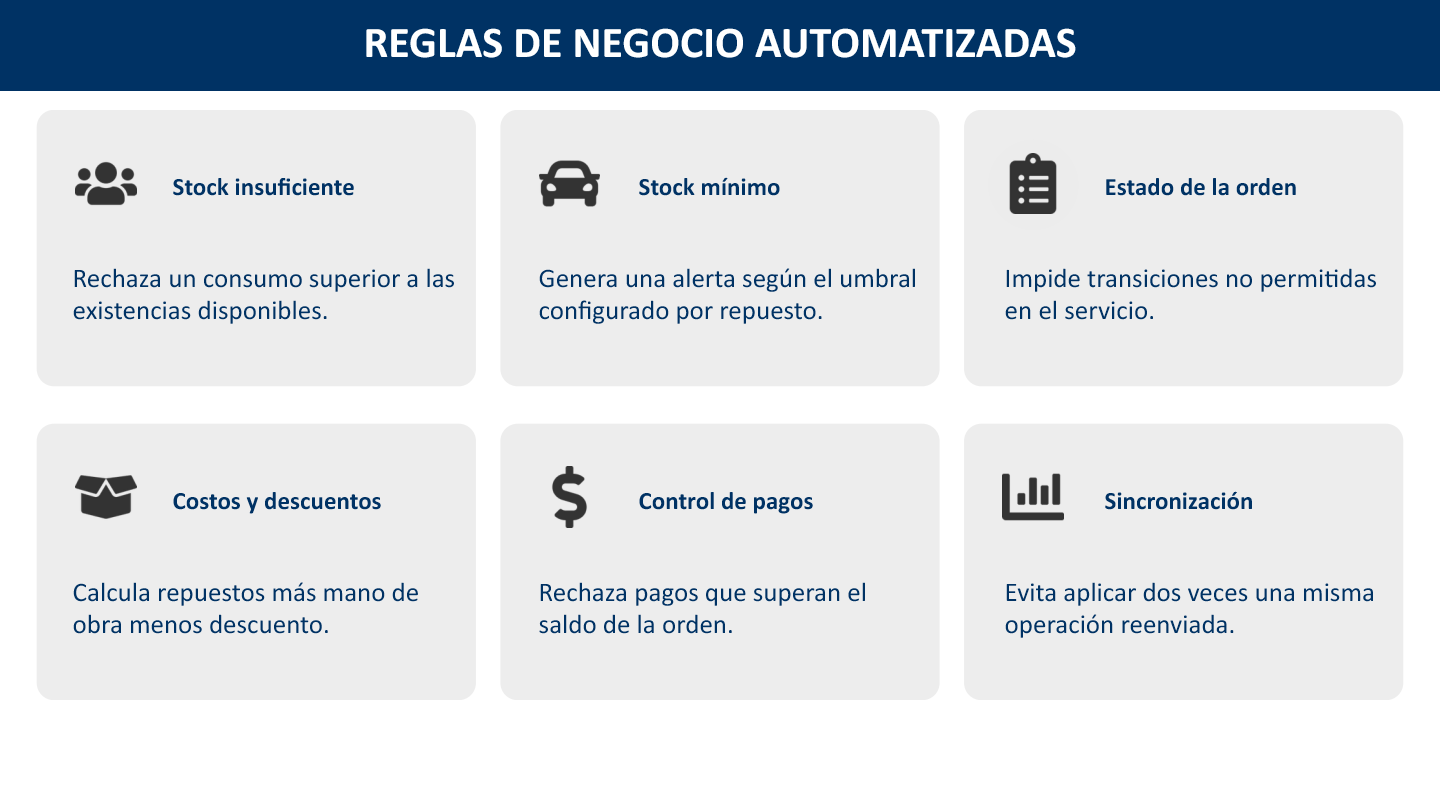 REGLAS DE NEGOCIO AUTOMATIZADAS
Stock insuficiente
Rechaza un consumo superior a las
existencias disponibles.
Stock mínimo
Genera una alerta según el umbral
configurado por repuesto.
Estado de la orden
Impide transiciones no permitidas
en el servicio.
Costos y descuentos
Calcula repuestos más mano de
obra menos descuento.
Control de pagos
Rechaza pagos que superan el
saldo de la orden.
Sincronización
Evita aplicar dos veces una misma
operación reenviada.